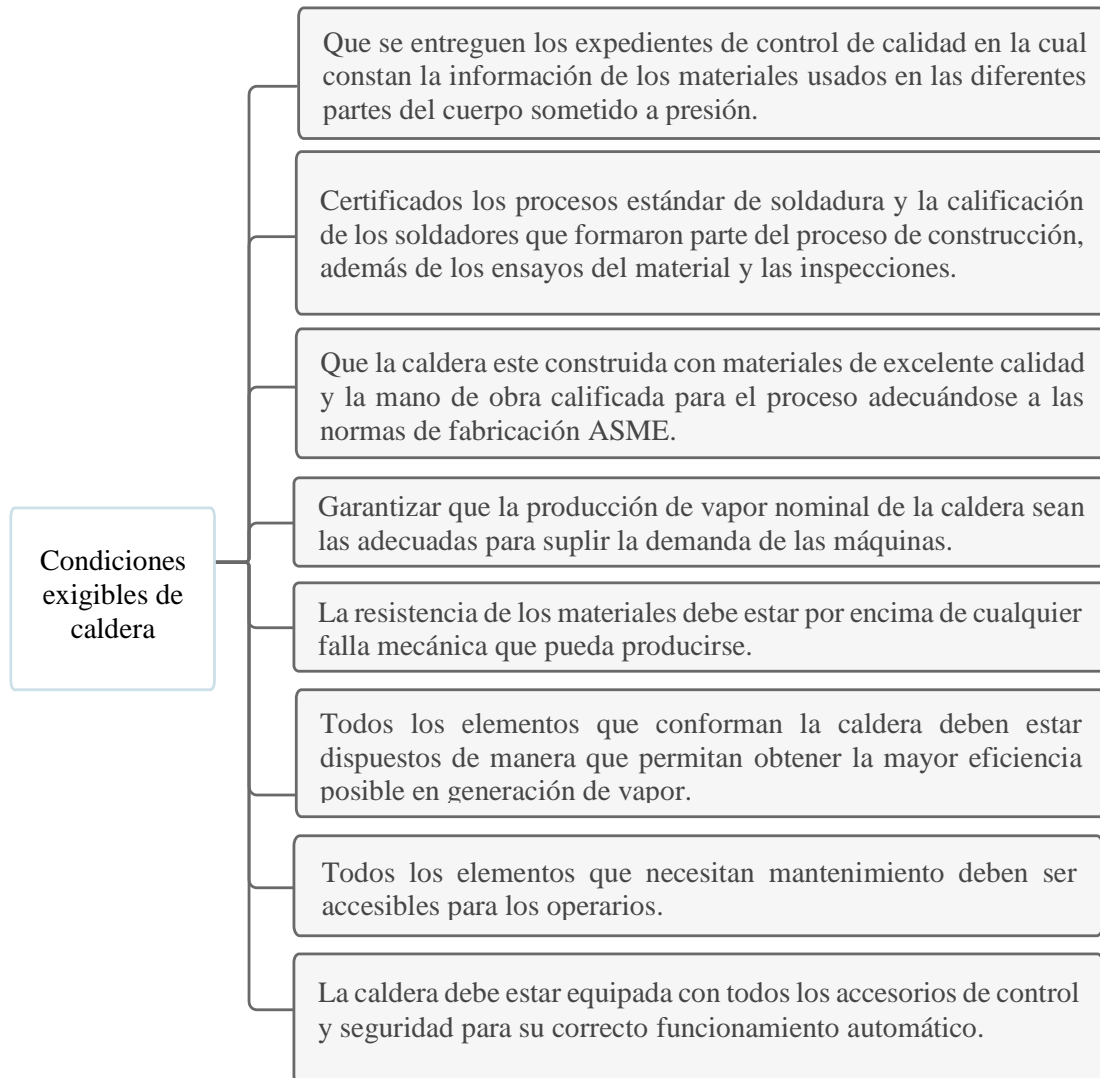 Que se entreguen los expedientes de control de calidad en la cual
constan la información de los materiales usados en las diferentes
partes del cuerpo sometido a presión.
Certificados los procesos estándar de soldadura y la calificación
de los soldadores que formaron parte del proceso de construcción,
además de los ensayos del material y las inspecciones.
Que la caldera este construida con materiales de excelente calidad
y la mano de obra calificada para el proceso adecuándose a las
normas de fabricación ASME.
Garantizar que la producción de vapor nominal de la caldera sean
las adecuadas para suplir la demanda de las máquinas.
Condiciones
exigibles de
caldera
La resistencia de los materiales debe estar por encima de cualquier
falla mecánica que pueda producirse.
Todos los elementos que conforman la caldera deben estar
dispuestos de manera que permitan obtener la mayor eficiencia
posible en generación de vapor.
Todos los elementos que necesitan mantenimiento deben ser
accesibles para los operarios.
La caldera debe estar equipada con todos los accesorios de control
y seguridad para su correcto funcionamiento automático.